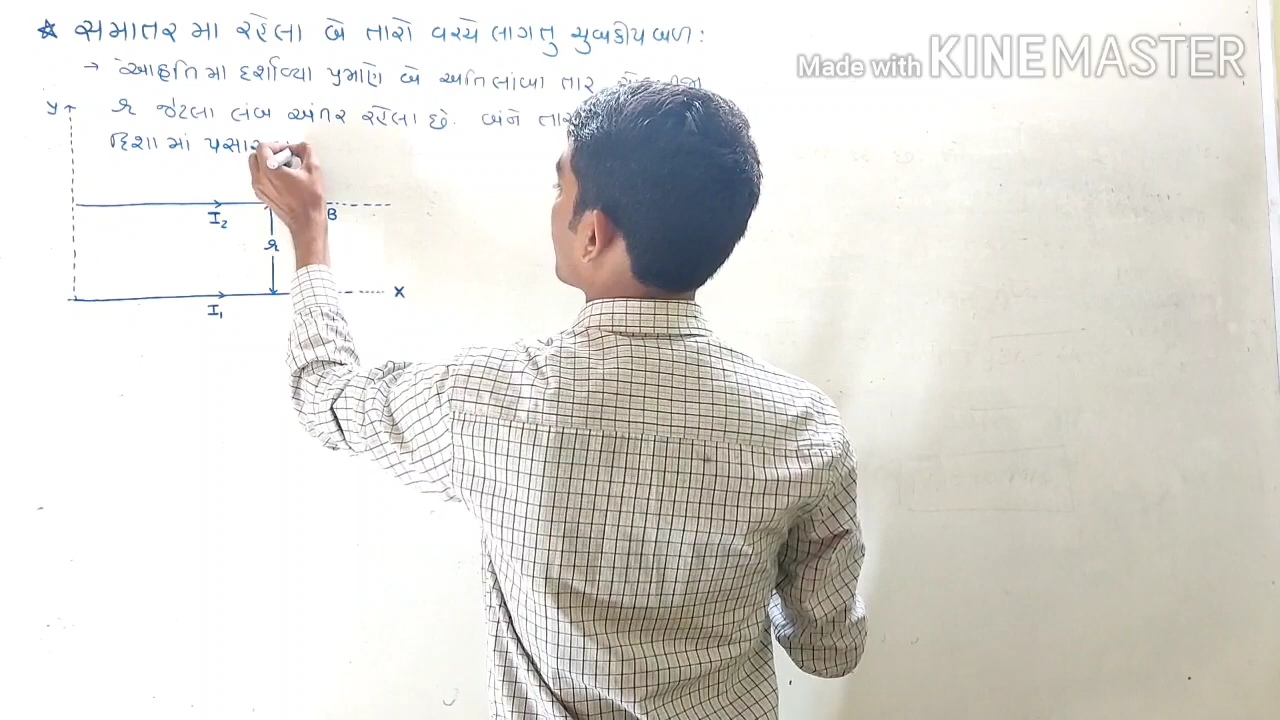 ★ સમાતર મા રહેલા બે તારો વચ્ચે લાગતુ ચુબકીય બળ :
Made with KINEMASTER
→ આકૃતિ મા દર્શાવ્યા પ્રમાણે બે અતિ લાંબા તાર
y
r જેટલા લંબ અંતર રહેલા છે. બંને
દિશા માં
B
I₂
r
X
I₁